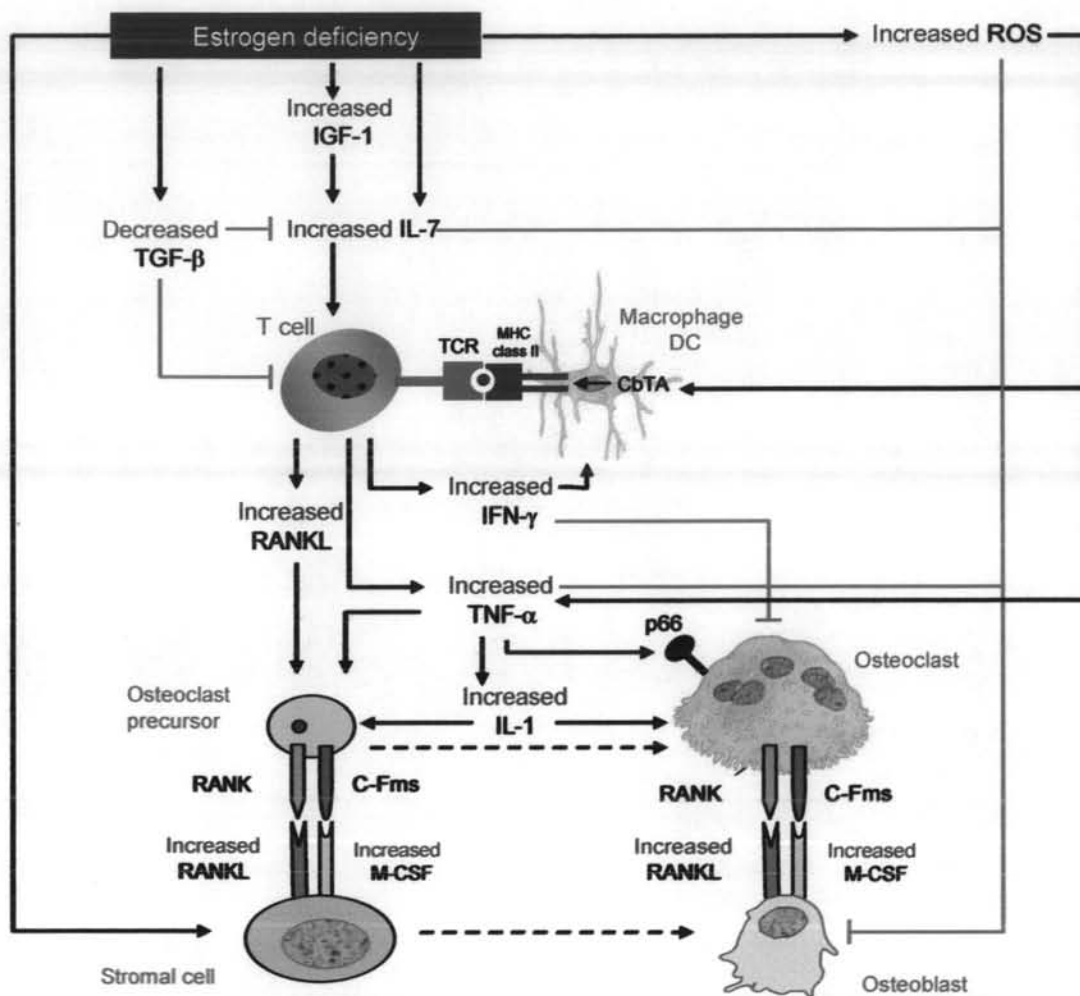 Estrogen deficiency
Increased ROS
Increased
IGF-1
Decreased
TGF-β
Increased IL-7
T cell
TCR
MHC
class II
Macrophage
DC
CbTA
Increased
RANKL
Increased
IFN-γ
Increased
TNF-α
p66
Osteoclast
Osteoclast
precursor
Increased
IL-1
RANK
C-Fms
RANK
C-Fms
Increased
RANKL
Increased
M-CSF
Increased
RANKL
Increased
M-CSF
Stromal cell
Osteoblast